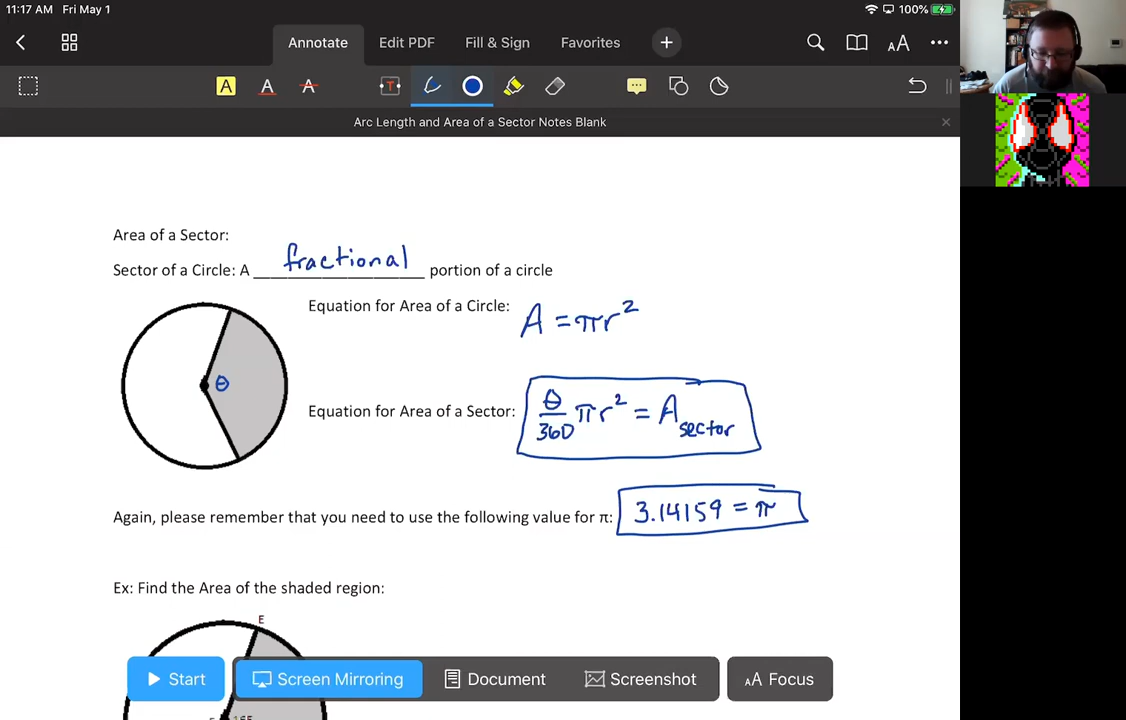 11:17 AM Fri May 1
100%
Annotate Edit PDF Fill & Sign Favorites
AA
A A A T
Arc Length and Area of a Sector Notes Blank
Area of a Sector:
Sector of a Circle: A fractional portion of a circle
Equation for Area of a Circle: A = πr²
θ
Equation for Area of a Sector: θ/360 πr² = A sector
Again, please remember that you need to use the following value for π: 3.14159 = π
Ex: Find the Area of the shaded region:
E
Start Screen Mirroring Document Screenshot AA Focus